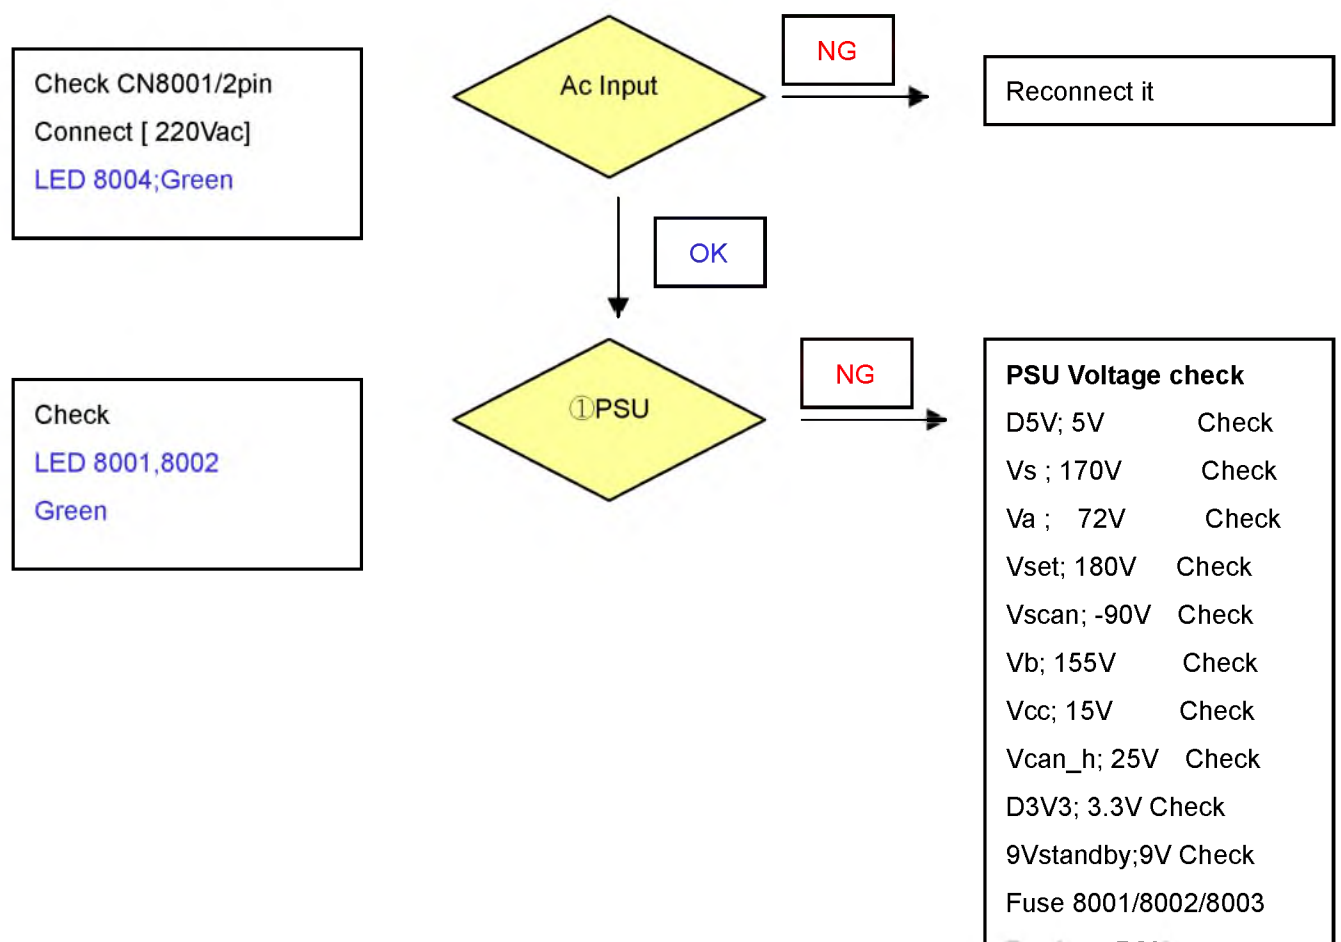 Check CN8001/2pin
Connect [ 220Vac]
LED 8004;Green
Ac Input
NG
Reconnect it
OK
Check
LED 8001,8002
Green
①PSU
NG
PSU Voltage check
D5V; 5V Check
Vs ; 170V Check
Va ; 72V Check
Vset; 180V Check
Vscan; -90V Check
Vb; 155V Check
Vcc; 15V Check
Vcan_h; 25V Check
D3V3; 3.3V Check
9Vstandby;9V Check
Fuse 8001/8002/8003